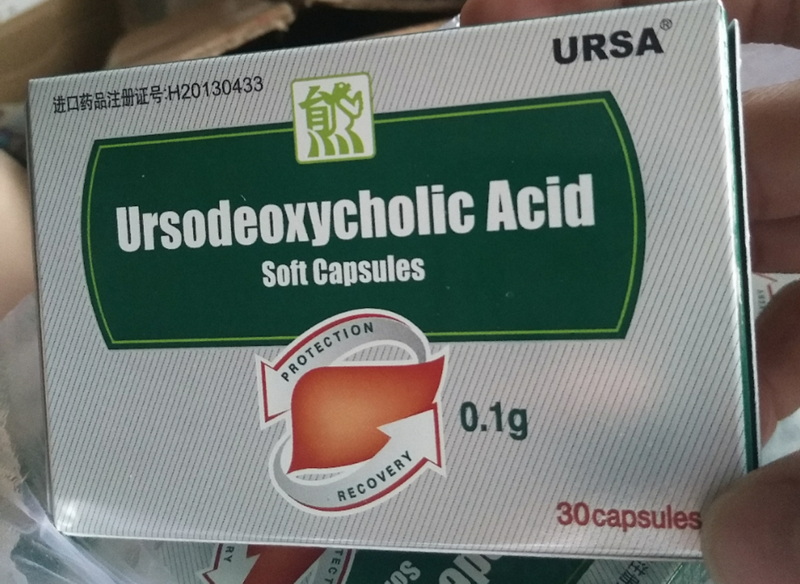 URSA®
进口药品注册证号:H20130433
熊
Ursodeoxycholic Acid
Soft Capsules
PROTECTION
0.1g
RECOVERY
30capsules